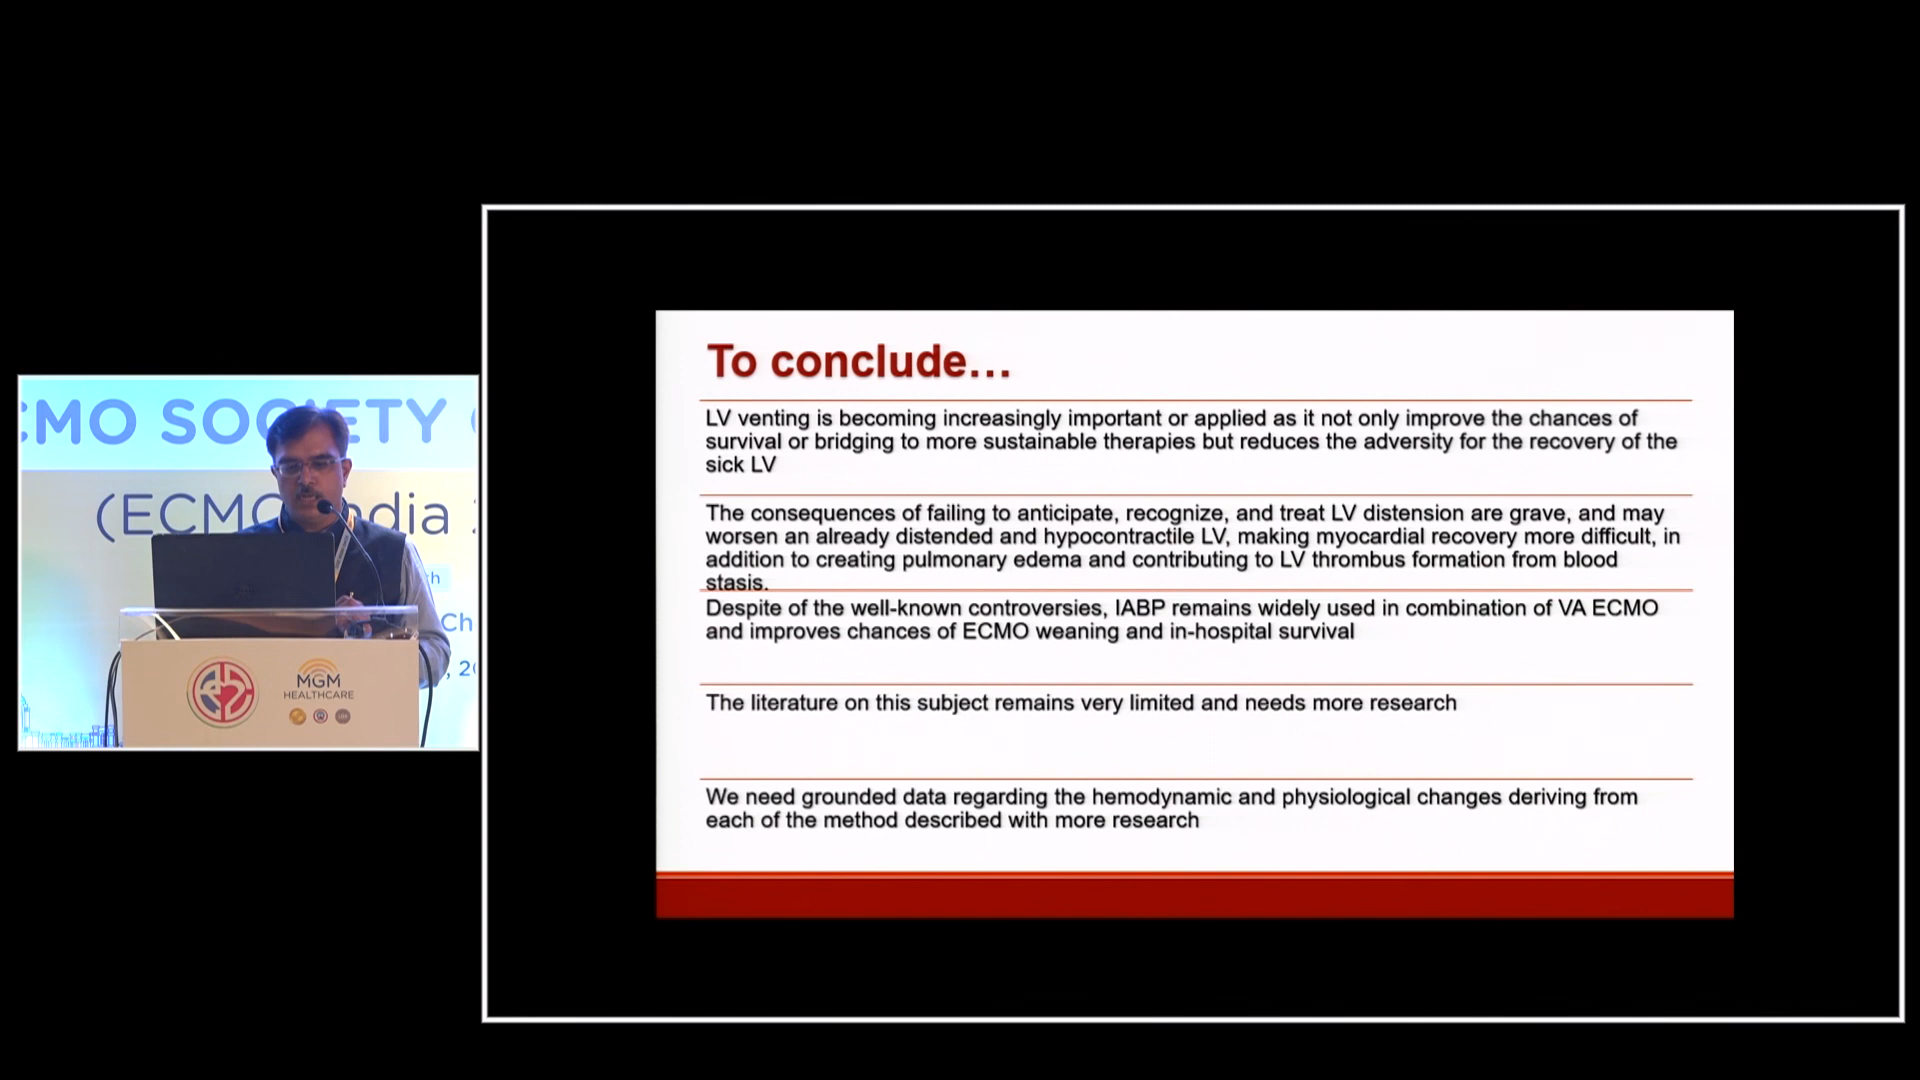 CMO SOCIETY
(ECMO India
Ch
MGM
HEALTHCARE
To conclude...
LV venting is becoming increasingly important or applied as it not only improve the chances of
survival or bridging to more sustainable therapies but reduces the adversity for the recovery of the
sick LV
The consequences of failing to anticipate, recognize, and treat LV distension are grave, and may
worsen an already distended and hypocontractile LV, making myocardial recovery more difficult, in
addition to creating pulmonary edema and contributing to LV thrombus formation from blood
stasis.
Despite of the well-known controversies, IABP remains widely used in combination of VA ECMO
and improves chances of ECMO weaning and in-hospital survival
The literature on this subject remains very limited and needs more research
We need grounded data regarding the hemodynamic and physiological changes deriving from
each of the method described with more research